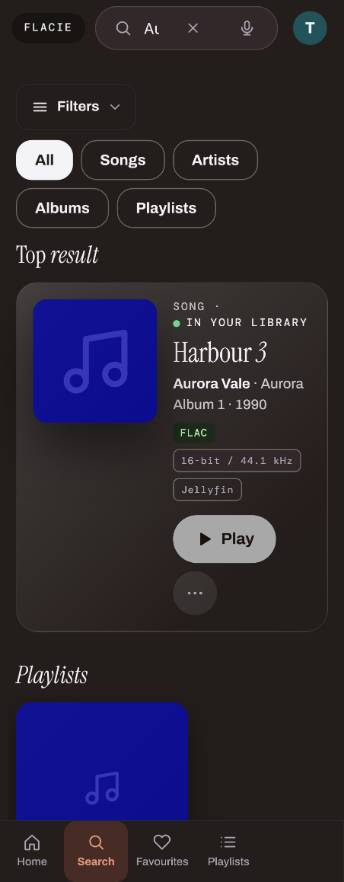 FLACIE
Au
T
Filters
All
Songs
Artists
Albums
Playlists
Top result
SONG ·
IN YOUR LIBRARY
Harbour 3
Aurora Vale · Aurora
Album 1 · 1990
FLAC
16-bit / 44.1 kHz
Jellyfin
Play
Playlists
Home
Search
Favourites
Playlists